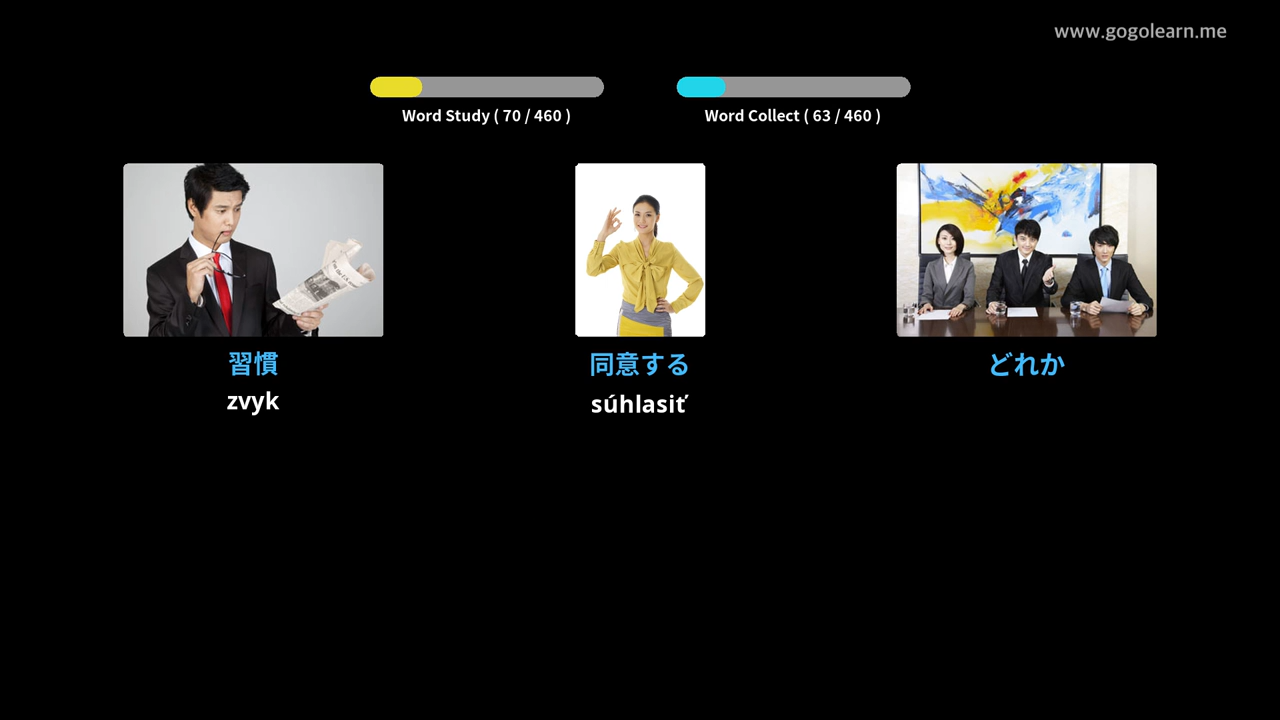 www.gogolearn.me
Word Study ( 70 / 460 )
Word Collect ( 63 / 460 )
習慣
zvyk
同意する
súhlasiť
どれか